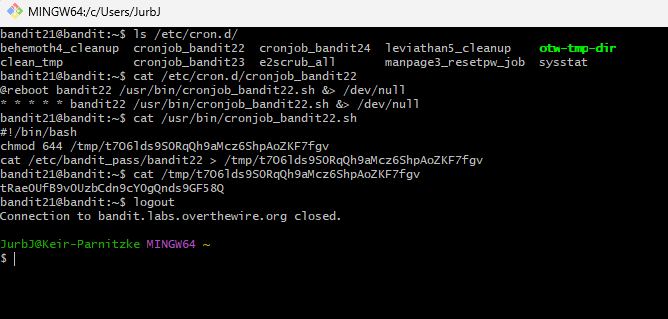 MINGW64:/c/Users/JurbJ
bandit21@bandit:~$ ls /etc/cron.d/
behemoth4_cleanup  cronjob_bandit22  cronjob_bandit24  leviathan5_cleanup    otw-tmp-dir
clean_tmp          cronjob_bandit23  e2scrub_all       manpage3_resetpw_job  sysstat
bandit21@bandit:~$ cat /etc/cron.d/cronjob_bandit22
@reboot bandit22 /usr/bin/cronjob_bandit22.sh &> /dev/null
* * * * * bandit22 /usr/bin/cronjob_bandit22.sh &> /dev/null
bandit21@bandit:~$ cat /usr/bin/cronjob_bandit22.sh
#!/bin/bash
chmod 644 /tmp/t7O6lds9S0RqQh9aMcz6ShpAoZKF7fgv
cat /etc/bandit_pass/bandit22 > /tmp/t7O6lds9S0RqQh9aMcz6ShpAoZKF7fgv
bandit21@bandit:~$ cat /tmp/t7O6lds9S0RqQh9aMcz6ShpAoZKF7fgv
tRae0UfB9v0UzbCdn9cY0gQnds9GF58Q
bandit21@bandit:~$ logout
Connection to bandit.labs.overthewire.org closed.
JurbJ@Keir-Parnitzke MINGW64 ~
$